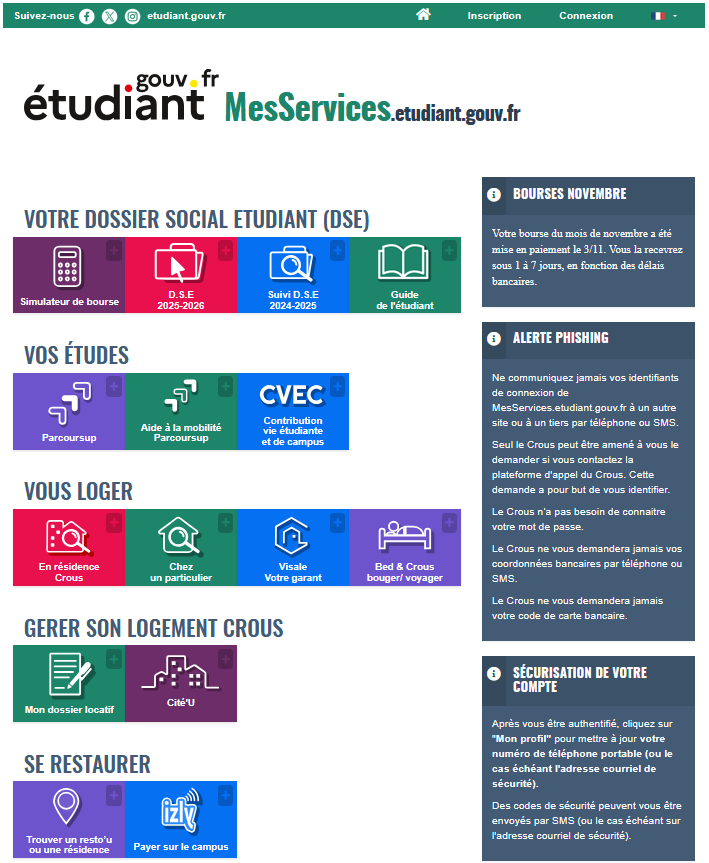 Suivez-nous etudiant.gouv.fr Inscription Connexion
gouv.fr
étudiant
MesServices.etudiant.gouv.fr
VOTRE DOSSIER SOCIAL ETUDIANT (DSE)
Simulateur de bourse
D.S.E
2025-2026
Suivi D.S.E
2024-2025
Guide
de l'étudiant
VOS ÉTUDES
Parcoursup
Aide à la mobilité
Parcoursup
CVEC
Contribution
vie étudiante
et de campus
VOUS LOGER
En résidence
Crous
Chez
un particulier
Visale
Votre garant
Bed & Crous
bouger/ voyager
GERER SON LOGEMENT CROUS
Mon dossier locatif
Cité'U
SE RESTAURER
Trouver un resto'u
ou une résidence
izly
Payer sur le campus
BOURSES NOVEMBRE
Votre bourse du mois de novembre a été
mise en paiement le 3/11. Vous la recevrez
sous 1 à 7 jours, en fonction des délais
bancaires.
ALERTE PHISHING
Ne communiquez jamais vos identifiants
de connexion de
MesServices.etudiant.gouv.fr à un autre
site ou à un tiers par téléphone ou SMS.
Seul le Crous peut être amené à vous le
demander si vous contactez la
plateforme d'appel du Crous. Cette
demande a pour but de vous identifier.
Le Crous n'a pas besoin de connaitre
votre mot de passe.
Le Crous ne vous demandera jamais vos
coordonnées bancaires par téléphone ou
SMS.
Le Crous ne vous demandera jamais
votre code de carte bancaire.
SÉCURISATION DE VOTRE
COMPTE
Après vous être authentifié, cliquez sur
"Mon profil" pour mettre à jour votre
numéro de téléphone portable (ou le
cas échéant l'adresse courriel de
sécurité).
Des codes de sécurité peuvent vous être
envoyés par SMS (ou le cas échéant sur
l'adresse courriel de sécurité).